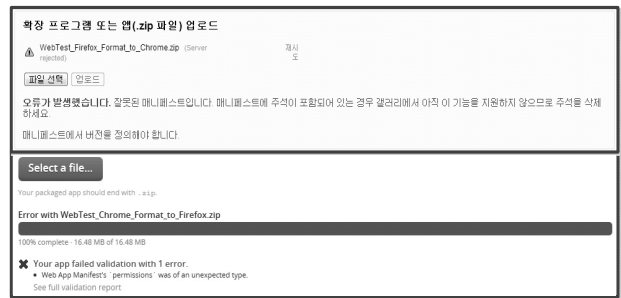 확장 프로그램 또는 앱(.zip 파일) 업로드
WebTest_Firefox_Format_to_Chrome.zip (Server 재시
rejected) 도
파일 선택 업로드
오류가 발생했습니다. 잘못된 매니페스트입니다. 매니페스트에 주석이 포함되어 있는 경우 갤러리에서 아직 이 기능을 지원하지 않으므로 주석을 삭제
하세요.
매니페스트에서 버전을 정의해야 합니다.
Select a file...
Your packaged app should end with .zip.
Error with WebTest_Chrome_Format_to_Firefox.zip
100% complete · 16.48 MB of 16.48 MB
Your app failed validation with 1 error.
• Web App Manifest's `permissions` was of an unexpected type.
See full validation report